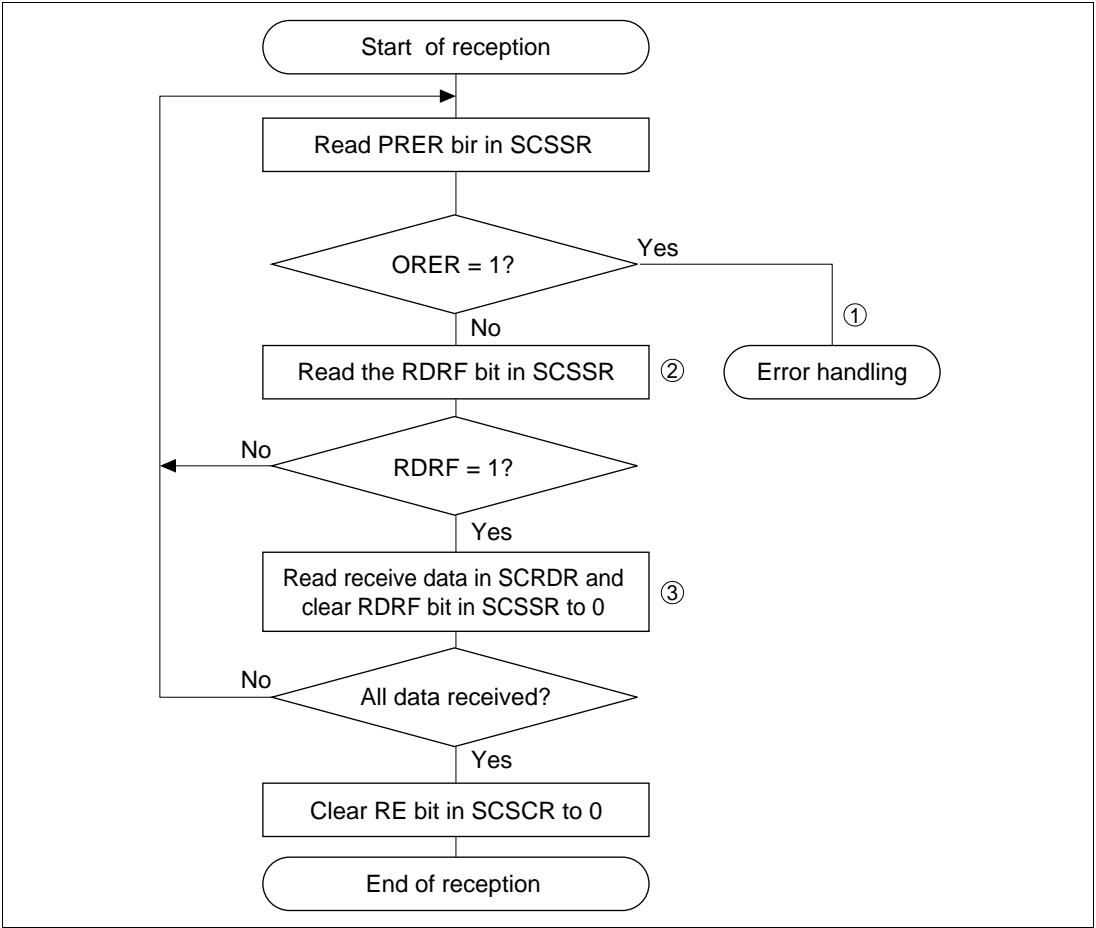 Start of reception
Read PRER bir in SCSSR
ORER = 1?
Yes
①
No
Read the RDRF bit in SCSSR
②
Error handling
No
RDRF = 1?
Yes
Read receive data in SCRDR and
clear RDRF bit in SCSSR to 0
③
No
All data received?
Yes
Clear RE bit in SCSCR to 0
End of reception